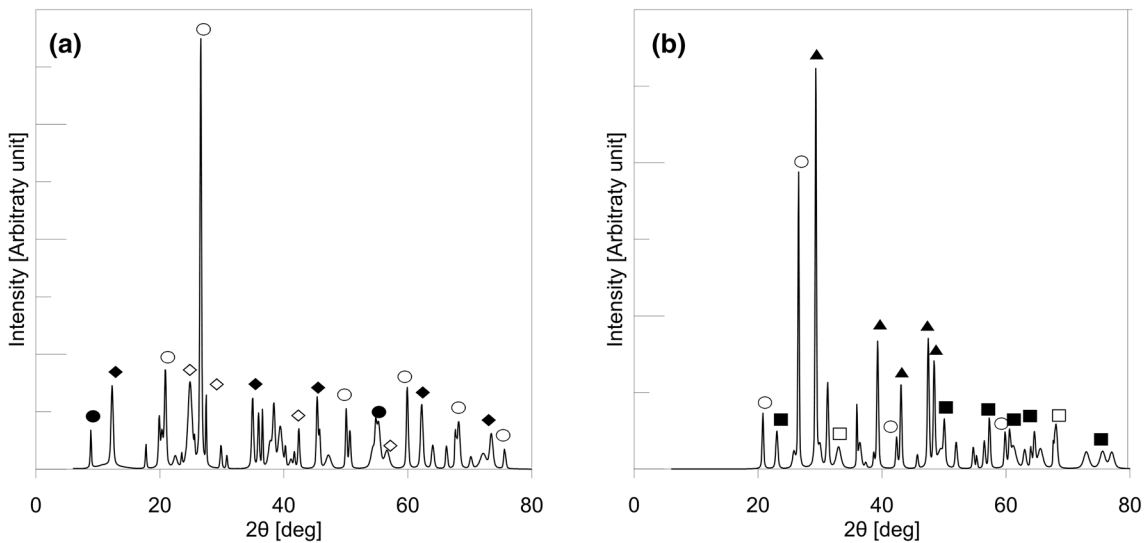 (a)
Intensity [Arbitraty unit]
0
20
40
60
80
2θ [deg]
(b)
Intensity [Arbitraty unit]
0
20
40
60
80
2θ [deg]